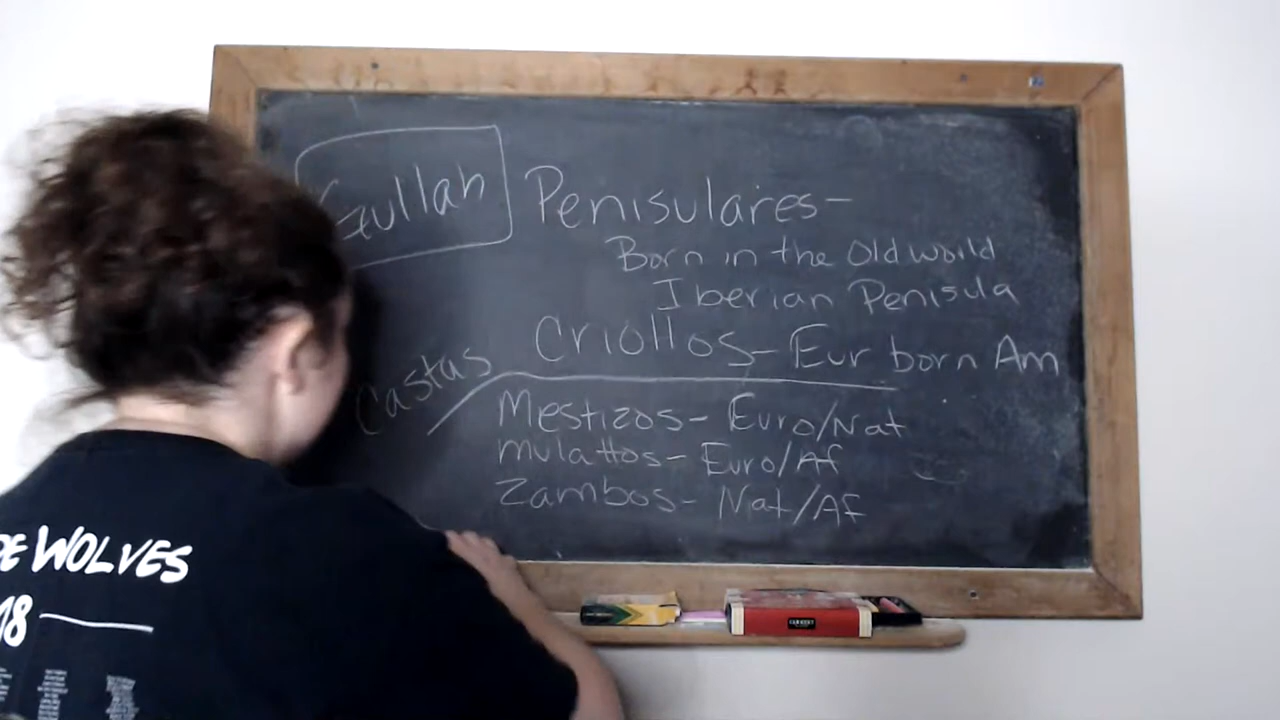 Gullah
Penisulares-
Born in the Old world
Iberian Penisula
Criollos- Eur born Am
Castas
Mestizos- Euro/Nat
Mulattos- Euro/Af
Zambos- Nat/Af
DE WOLVES
18